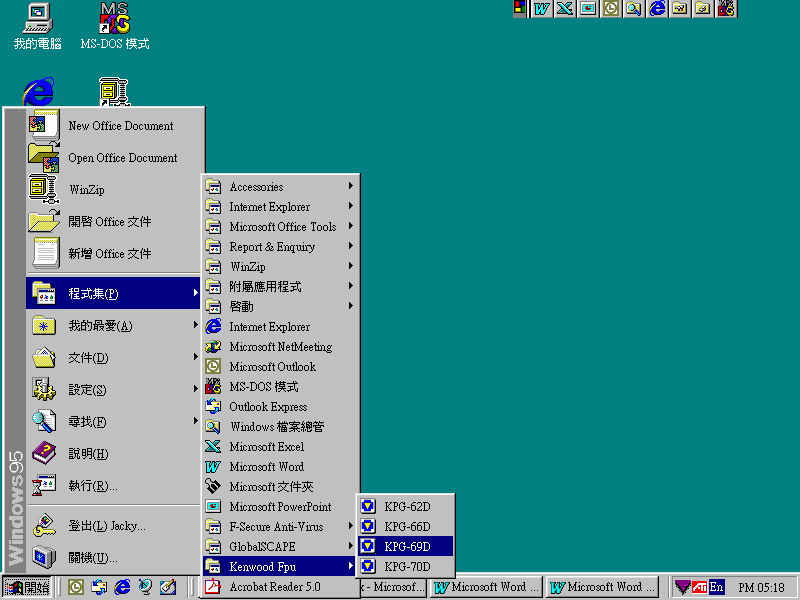 我的電腦
MS-DOS 模式
New Office Document
Open Office Document
WinZip
開啓 Office 文件
新增 Office 文件
程式集(P)
我的最愛(A)
文件(D)
設定(S)
尋找(F)
說明(H)
執行(R)...
登出(L) Jacky...
關機(U)...
Windows95
Accessories
Internet Explorer
Microsoft Office Tools
Report & Enquiry
WinZip
附屬應用程式
啓動
Internet Explorer
Microsoft NetMeeting
Microsoft Outlook
MS-DOS 模式
Outlook Express
Windows 檔案總管
Microsoft Excel
Microsoft Word
Microsoft 文件夾
Microsoft PowerPoint
F-Secure Anti-Virus
GlobalSCAPE
Kenwood Fpu
Acrobat Reader 5.0
KPG-62D
KPG-66D
KPG-69D
KPG-70D
開始
k - Microsof...
Microsoft Word ...
Microsoft Word ...
ATI
En
PM 05:18